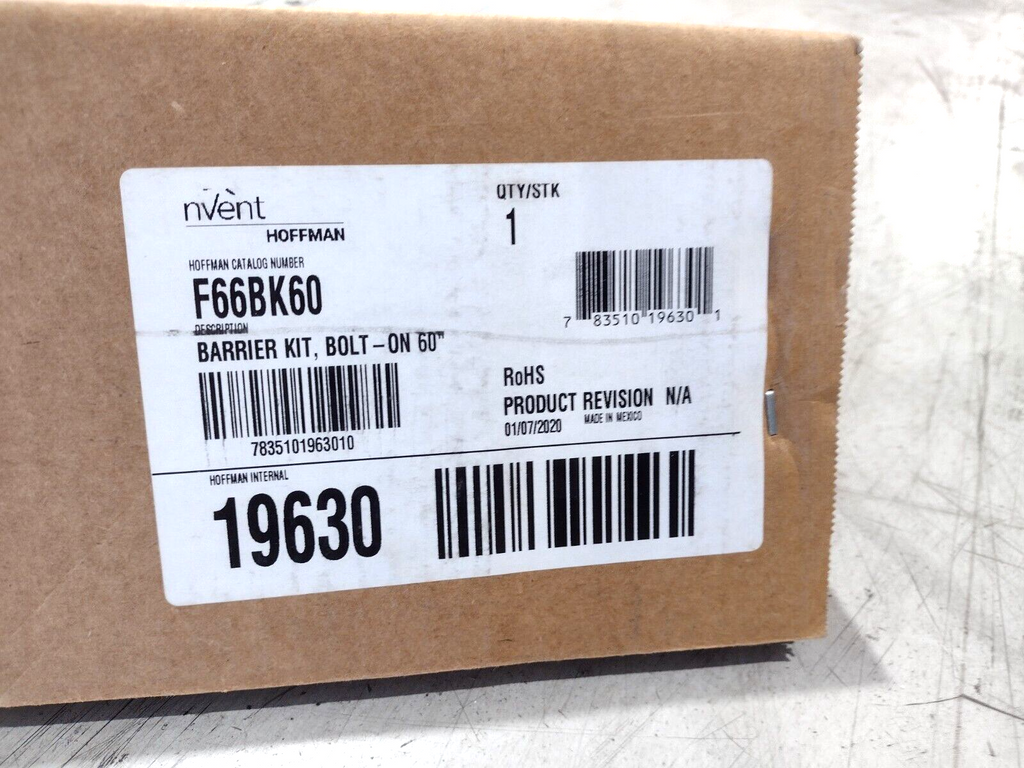 nVent
HOFFMAN
QTY/STK
1
HOFFMAN CATALOG NUMBER
F66BK60
DESCRIPTION
BARRIER KIT, BOLT-ON 60"
7835101963010
7 83510 19630 1
RoHS
PRODUCT REVISION N/A
01/07/2020 MADE IN MEXICO
HOFFMAN INTERNAL
19630